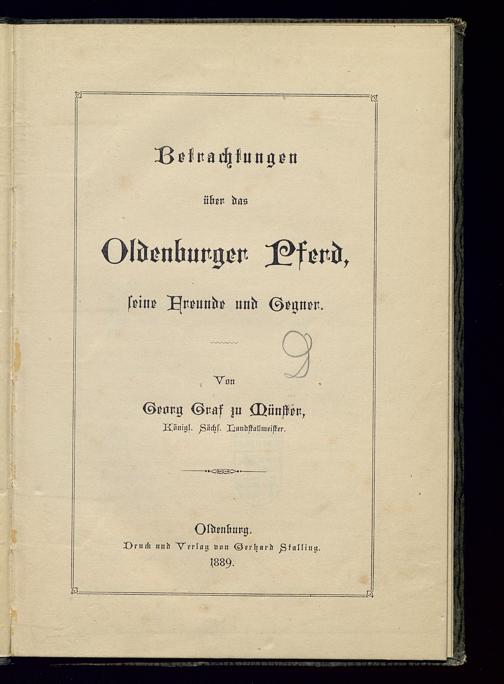 Betrachtungen
über das
Oldenburger Pferd,
seine Freunde und Gegner.
Von
Georg Graf zu Münster,
Königl. Sächs. Landstallmeister.
Oldenburg.
Druck und Verlag von Gerhard Stalling.
1889.